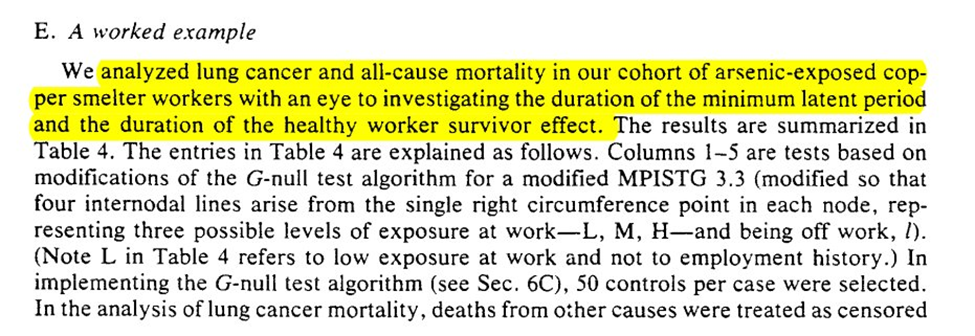 E. A worked example
We analyzed lung cancer and all-cause mortality in our cohort of arsenic-exposed cop-
per smelter workers with an eye to investigating the duration of the minimum latent period
and the duration of the healthy worker survivor effect. The results are summarized in
Table 4. The entries in Table 4 are explained as follows. Columns 1–5 are tests based on
modifications of the G-null test algorithm for a modified MPISTG 3.3 (modified so that
four internodal lines arise from the single right circumference point in each node, rep-
resenting three possible levels of exposure at work—L, M, H—and being off work, l).
(Note L in Table 4 refers to low exposure at work and not to employment history.) In
implementing the G-null test algorithm (see Sec. 6C), 50 controls per case were selected.
In the analysis of lung cancer mortality, deaths from other causes were treated as censored